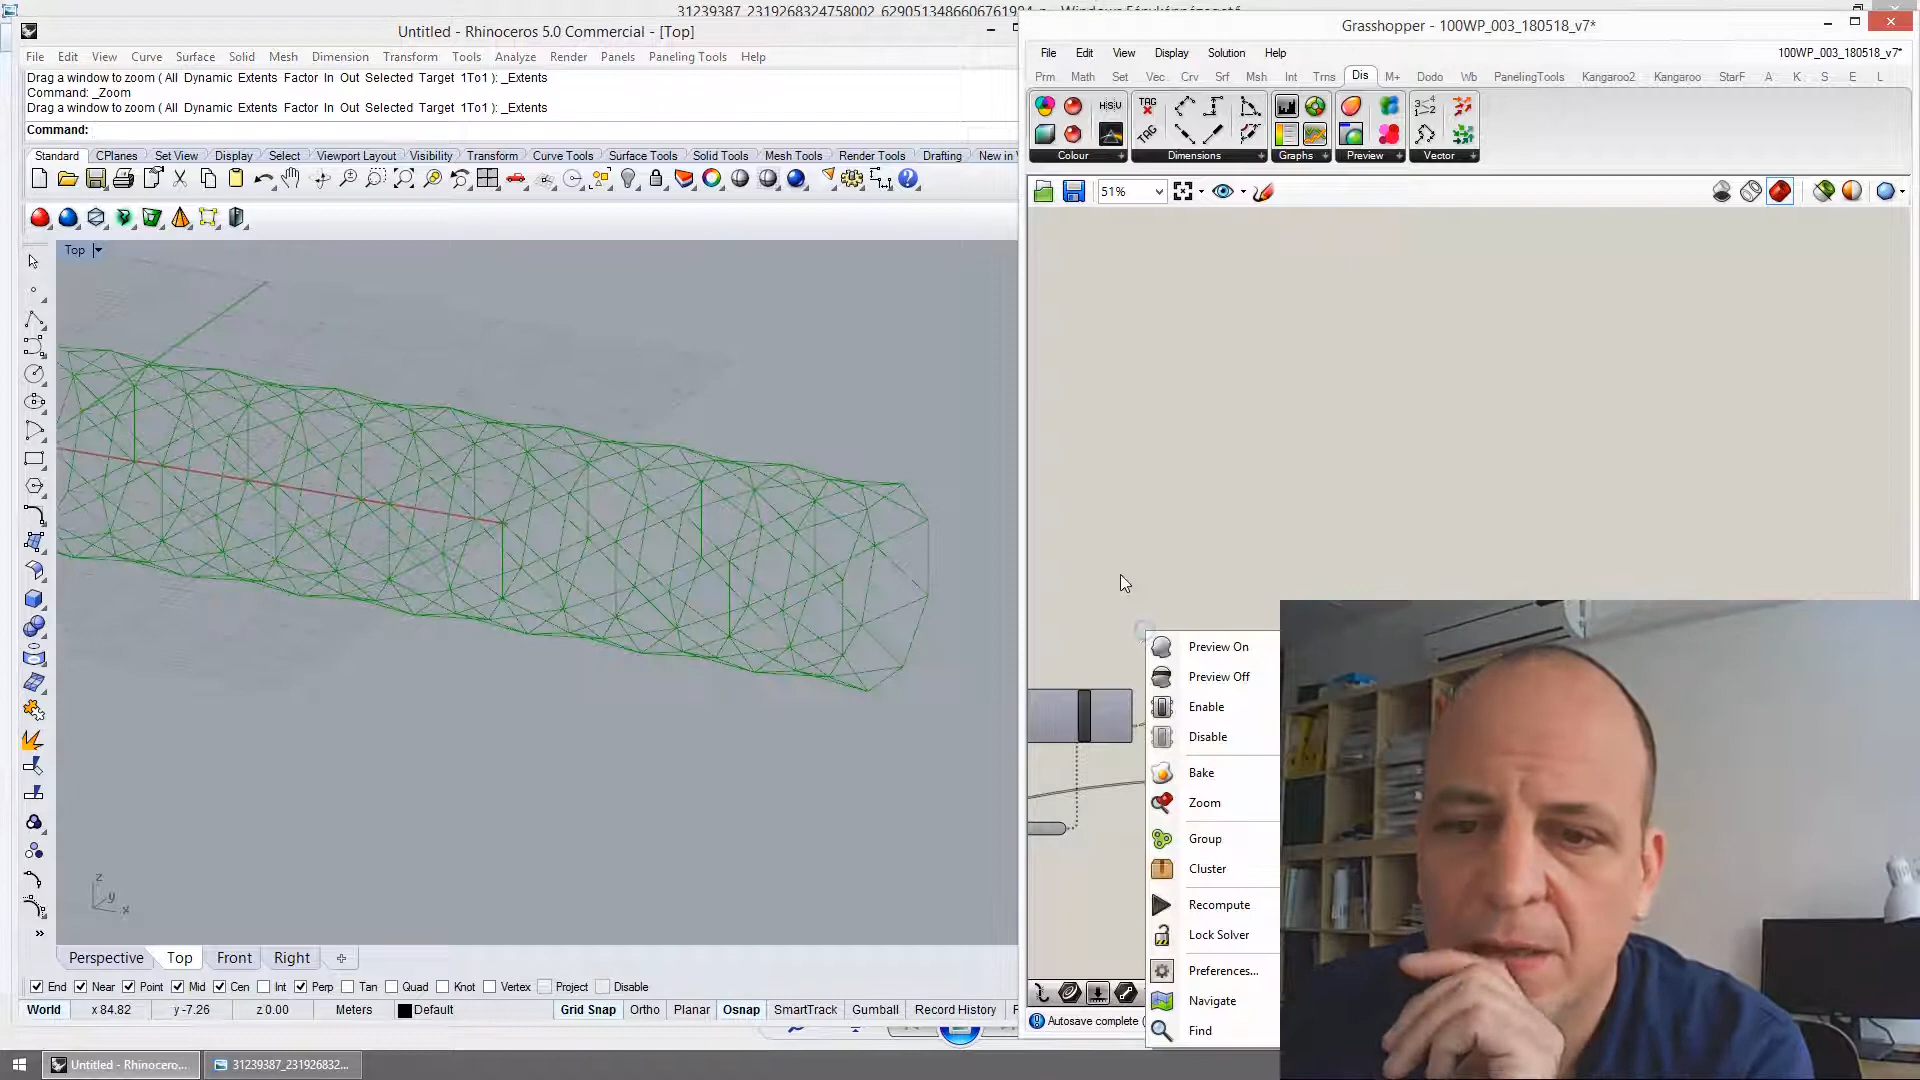 31239387_2319268324758002_6290513486606761984_n - Windows Fényképnézegető
Untitled - Rhinoceros 5.0 Commercial - [Top]
File Edit View Curve Surface Solid Mesh Dimension Transform Tools Analyze Render Panels Paneling Tools Help
Drag a window to zoom ( All Dynamic Extents Factor In Out Selected Target 1To1 ): _Extents
Command: _Zoom
Drag a window to zoom ( All Dynamic Extents Factor In Out Selected Target 1To1 ): _Extents
Command:
Standard CPlanes Set View Display Select Viewport Layout Visibility Transform Curve Tools Surface Tools Solid Tools Mesh Tools Render Tools Drafting New in V
Top
z
y
x
Perspective Top Front Right
End Near Point Mid Cen Int Perp Tan Quad Knot Vertex Project Disable
World x 84.82 y -7.26 z 0.00 Meters Default Grid Snap Ortho Planar Osnap SmartTrack Gumball Record History F
Untitled - Rhinocero... 31239387_231926832...
Grasshopper - 100WP_003_180518_v7*
File Edit View Display Solution Help
100WP_003_180518_v7*
Prm Math Set Vec Crv Srf Msh Int Trns Dis M+ Dodo Wb PanelingTools Kangaroo2 Kangaroo StarF A K S E L
H:S:V
TAG
TAG
Colour Dimensions Graphs Preview Vector
51%
Preview On
Preview Off
Enable
Disable
Bake
Zoom
Group
Cluster
Recompute
Lock Solver
Preferences...
Navigate
Find
Autosave complete (